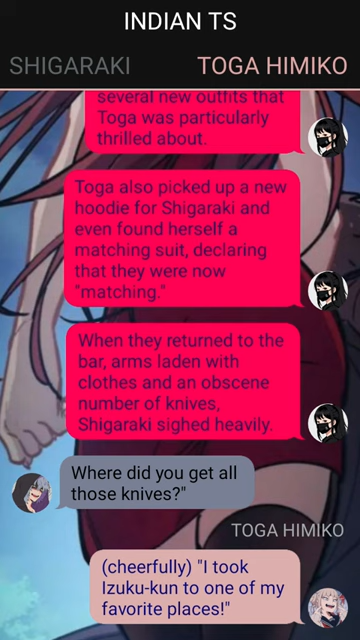 INDIAN TS
SHIGARAKI TOGA HIMIKO
several new outfits that
Toga was particularly
thrilled about.
Toga also picked up a new
hoodie for Shigaraki and
even found herself a
matching suit, declaring
that they were now
"matching."
When they returned to the
bar, arms laden with
clothes and an obscene
number of knives,
Shigaraki sighed heavily.
Where did you get all
those knives?"
TOGA HIMIKO
(cheerfully) "I took
Izuku-kun to one of my
favorite places!"